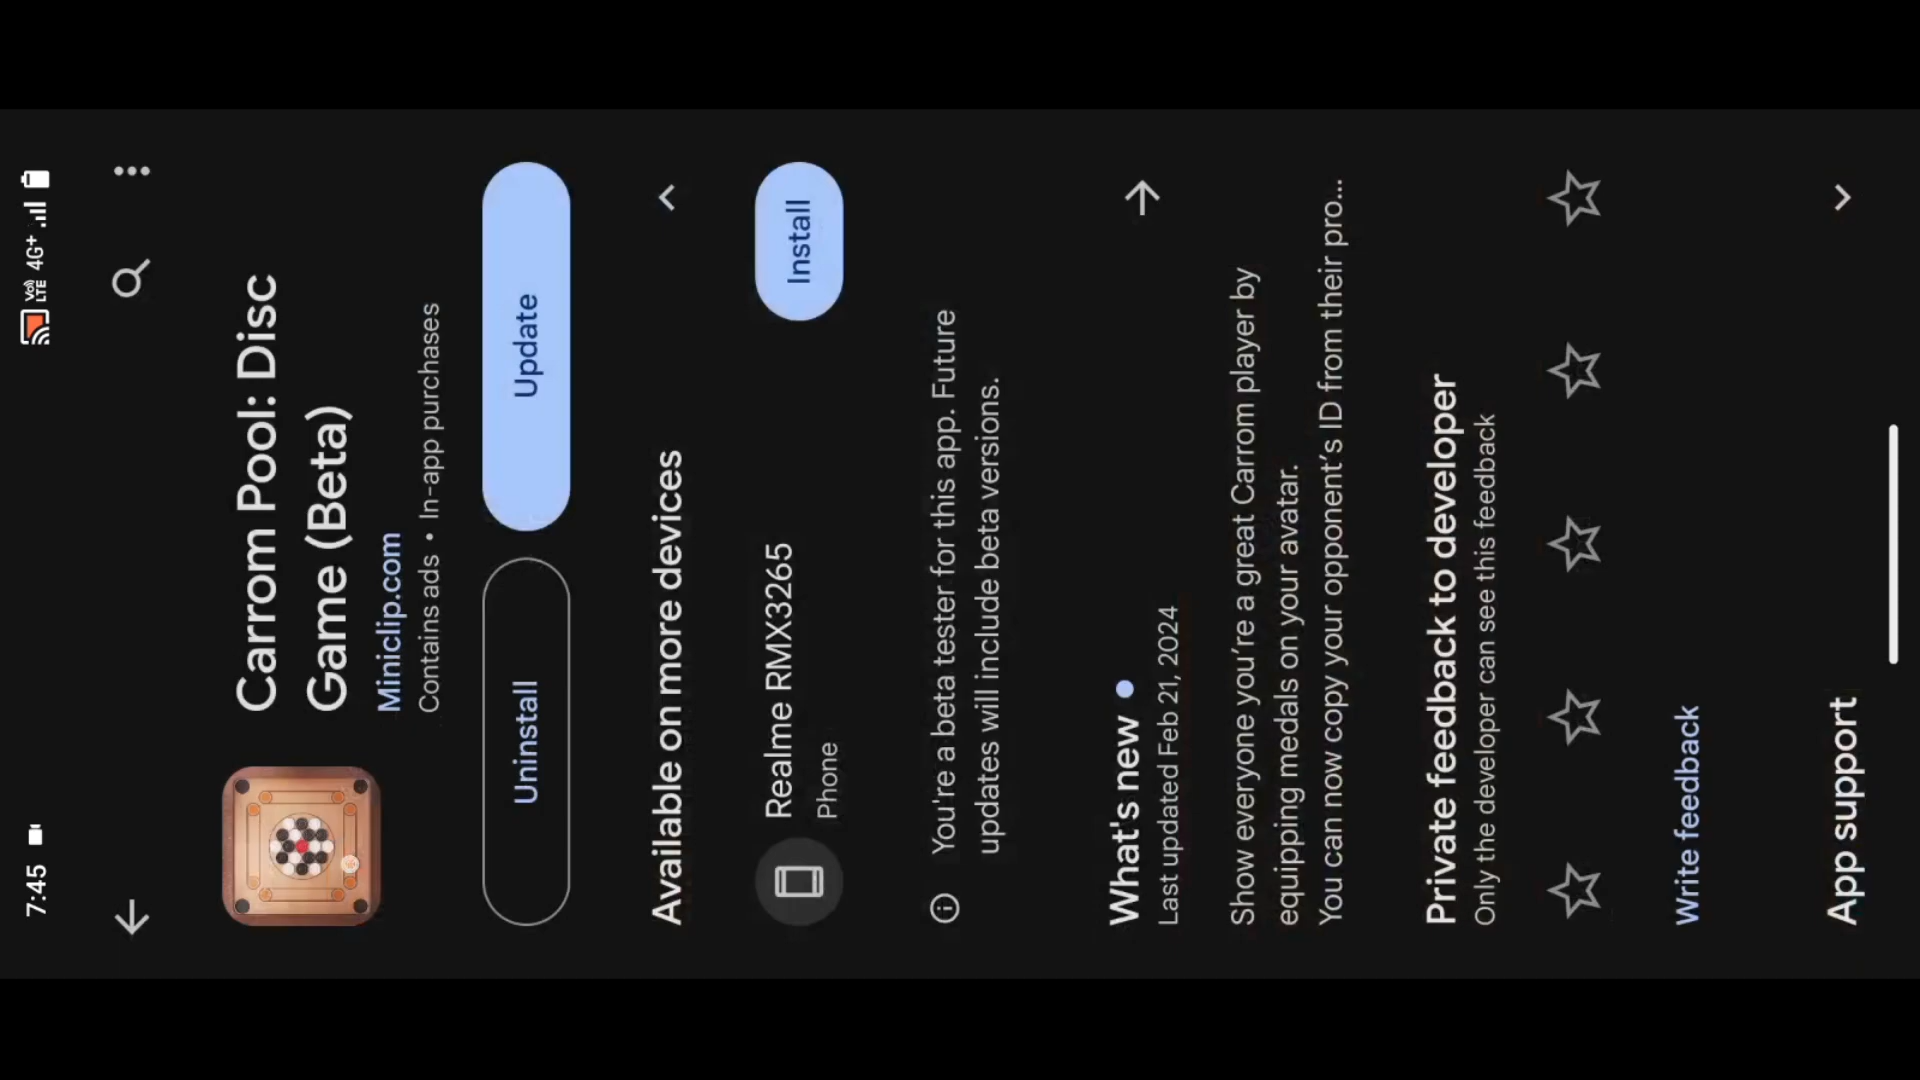 7:45
Vo) 4G+
LTE
Carrom Pool: Disc
Game (Beta)
Miniclip.com
Contains ads • In-app purchases
Uninstall
Update
Available on more devices
Realme RMX3265
Phone
Install
You're a beta tester for this app. Future
updates will include beta versions.
What's new
Last updated Feb 21, 2024
Show everyone you're a great Carrom player by
equipping medals on your avatar.
You can now copy your opponent's ID from their pro...
Private feedback to developer
Only the developer can see this feedback
Write feedback
App support